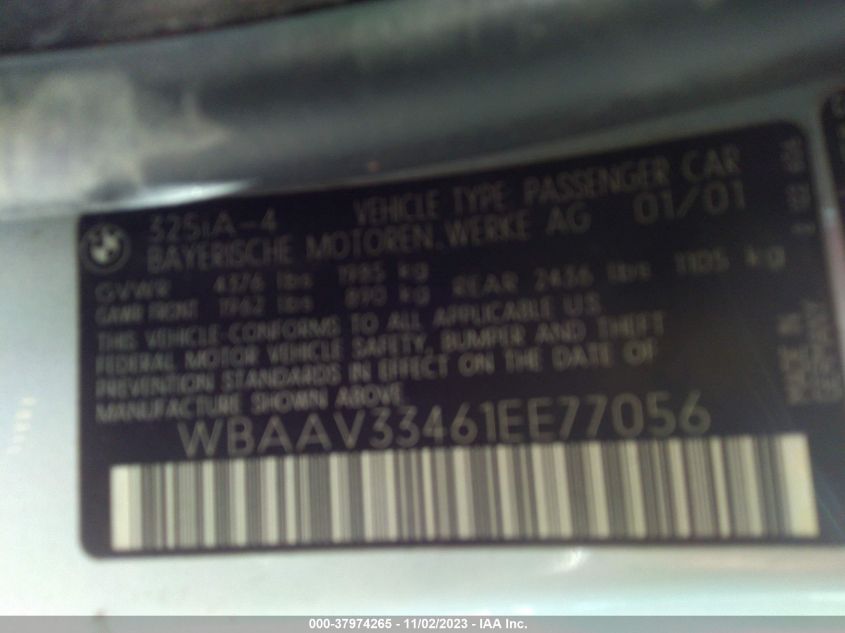 325iA-4 VEHICLE TYPE PASSENGER CAR
BAYERISCHE MOTOREN WERKE AG 01/01
GVWR 4376 lbs 1985 kg
GAWR FRONT 1962 lbs 890 kg REAR 2436 lbs 1105 kg
THIS VEHICLE CONFORMS TO ALL APPLICABLE U.S.
FEDERAL MOTOR VEHICLE SAFETY, BUMPER AND THEFT
PREVENTION STANDARDS IN EFFECT ON THE DATE OF
MANUFACTURE SHOWN ABOVE.
WBAAV33461EE77056
MADE IN
GERMANY
000-37974265 - 11/02/2023 - IAA Inc.